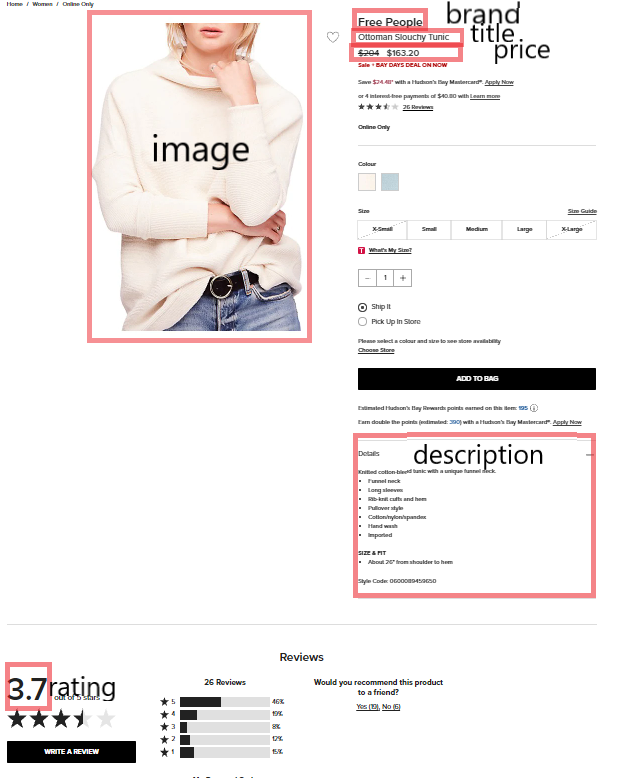 Home / Women / Online Only
image
Free People
brand
Ottoman Slouchy Tunic
title
$204 $163.20
price
Sale + BAY DAYS DEAL ON NOW
Save $24.48* with a Hudson's Bay Mastercard®. Apply Now
or 4 interest-free payments of $40.80 with Learn more
26 Reviews
Online Only
Colour
Size
Size Guide
X-Small Small Medium Large X-Large
T What's My Size?
− 1 +
Ship It
Pick Up In Store
Please select a colour and size to see store availability
Choose Store
ADD TO BAG
Estimated Hudson's Bay Rewards points earned on this item: 195
Earn double the points (estimated: 390) with a Hudson's Bay Mastercard®. Apply Now
Details
description
Knitted cotton-blend tunic with a unique funnel neck.
• Funnel neck
• Long sleeves
• Rib-knit cuffs and hem
• Pullover style
• Cotton/nylon/spandex
• Hand wash
• Imported
SIZE & FIT
• About 26" from shoulder to hem
Style Code: 0600089459650
Reviews
3.7
rating
out of 5 stars
WRITE A REVIEW
26 Reviews
5 46%
4 19%
3 8%
2 12%
1 15%
Would you recommend this product
to a friend?
Yes (19), No (6)